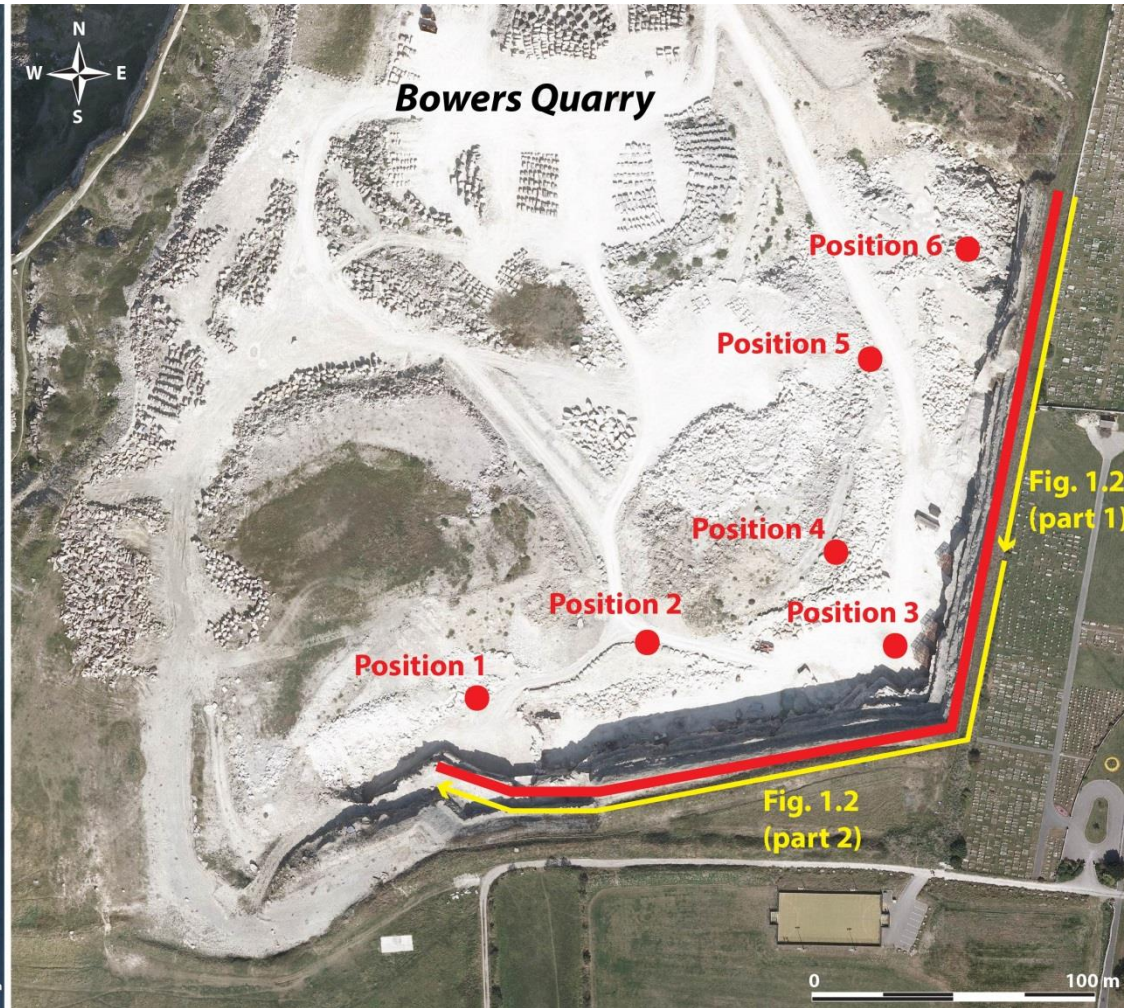 N
W E
S
Bowers Quarry
Position 6
Position 5
Fig. 1.2
(part 1)
Position 4
Position 3
Position 2
Position 1
Fig. 1.2
(part 2)
0 100 m